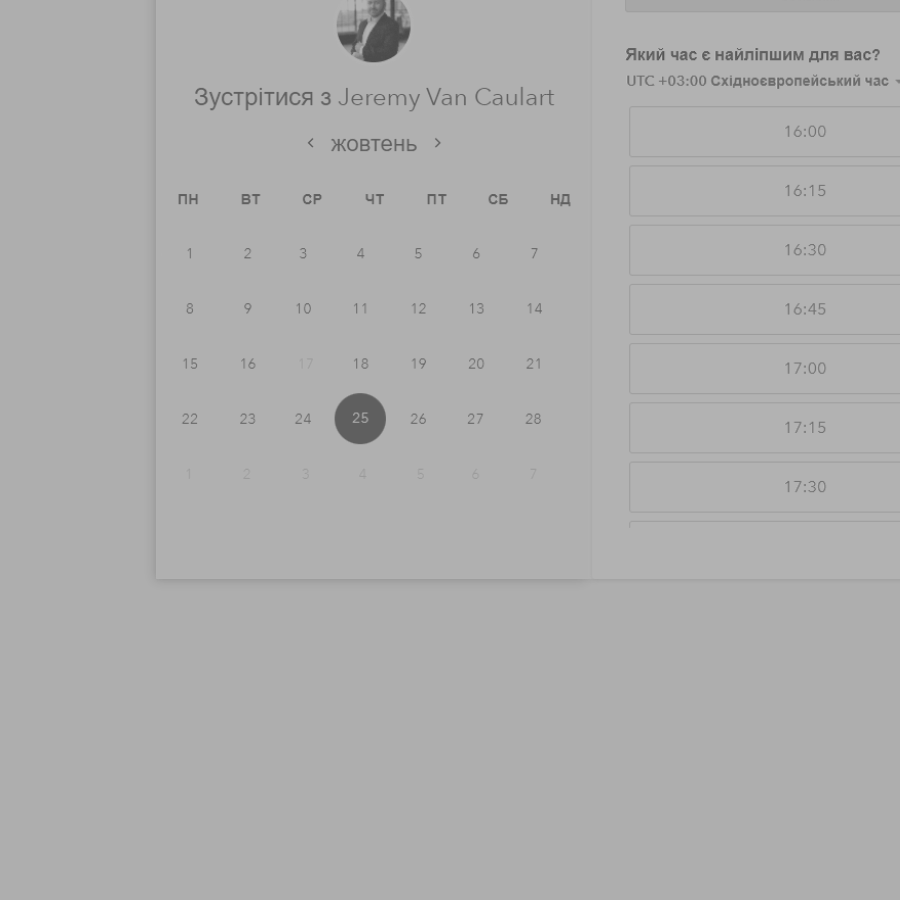 Зустрітися з Jeremy Van Caulart
жовтень
ПН ВТ СР ЧТ ПТ СБ НД
1 2 3 4 5 6 7
8 9 10 11 12 13 14
15 16 17 18 19 20 21
22 23 24 25 26 27 28
1 2 3 4 5 6 7
Який час є найліпшим для вас?
UTC +03:00 Східноєвропейський час
16:00
16:15
16:30
16:45
17:00
17:15
17:30